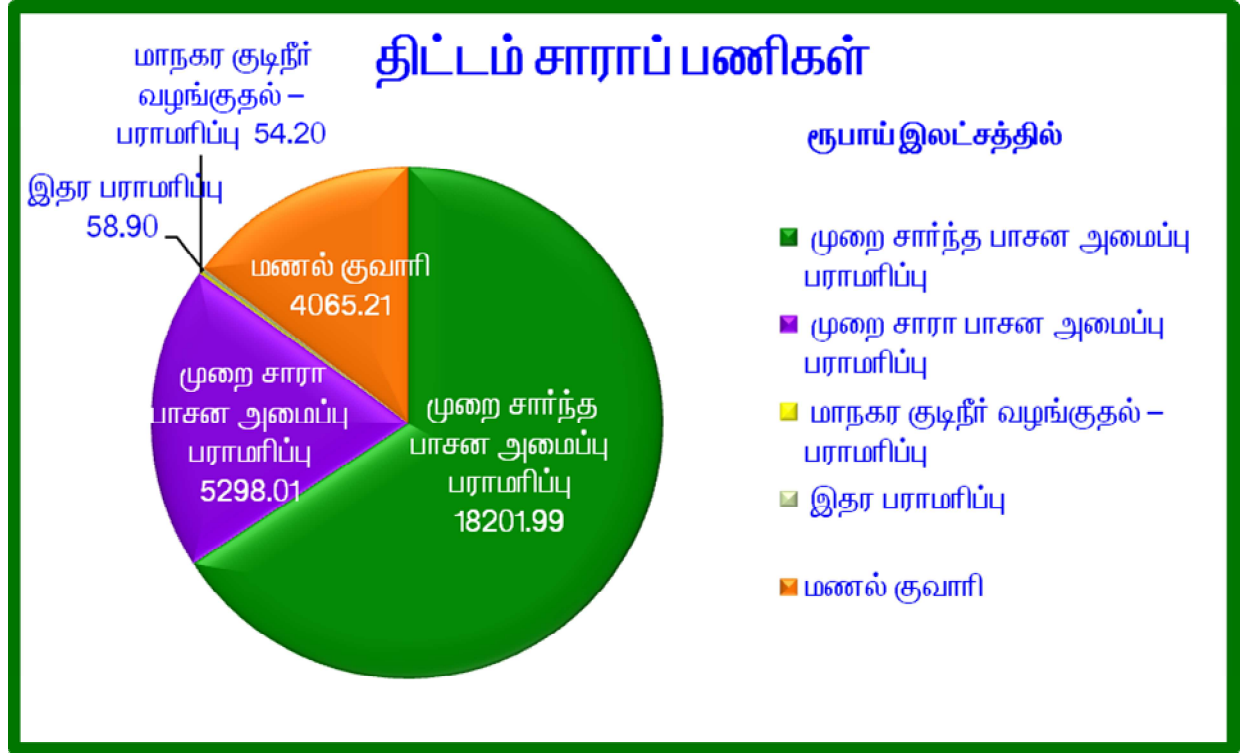 திட்டம் சாராப் பணிகள்
மாநகர குடிநீர்
வழங்குதல் –
பராமரிப்பு 54.20
இதர பராமரிப்பு
58.90
மணல் குவாரி
4065.21
முறை சாரா
பாசன அமைப்பு
பராமரிப்பு
5298.01
முறை சார்ந்த
பாசன அமைப்பு
பராமரிப்பு
18201.99
ரூபாய் இலட்சத்தில்
முறை சார்ந்த பாசன அமைப்பு
பராமரிப்பு
முறை சாரா பாசன அமைப்பு
பராமரிப்பு
மாநகர குடிநீர் வழங்குதல் –
பராமரிப்பு
இதர பராமரிப்பு
மணல் குவாரி